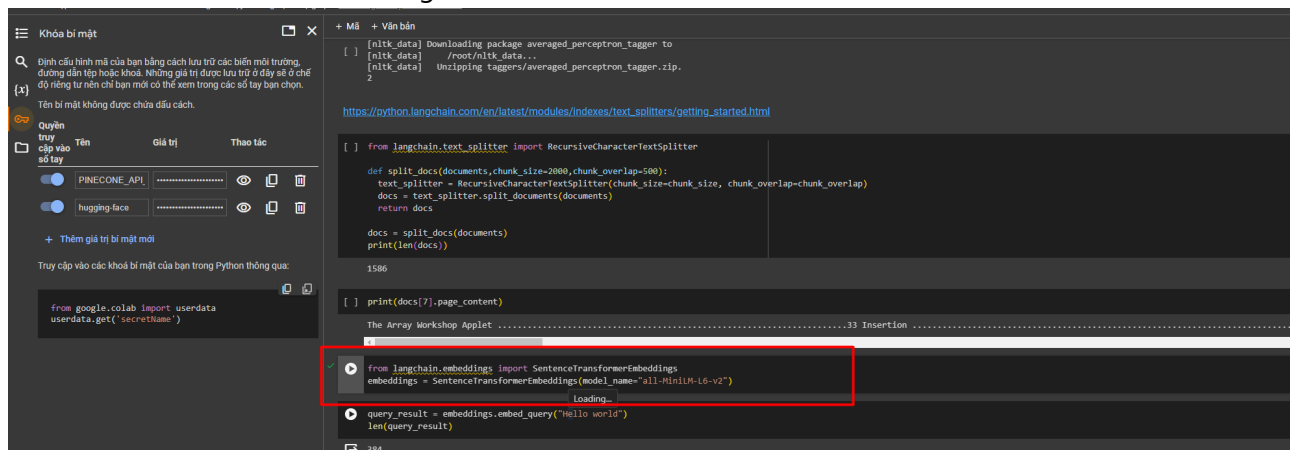 Khóa bí mật
Định cấu hình mã của bạn bằng cách lưu trữ các biến môi trường,
đường dẫn tệp hoặc khoá. Những giá trị được lưu trữ ở đây sẽ ở chế
độ riêng tư nên chỉ bạn mới có thể xem trong các sổ tay bạn chọn.
Tên bí mật không được chứa dấu cách.
Quyền
truy
cập vào
sổ tay
Tên Giá trị Thao tác
PINECONE_API_
hugging-face
+ Thêm giá trị bí mật mới
Truy cập vào các khoá bí mật của bạn trong Python thông qua:
from google.colab import userdata
userdata.get('secretName')
+ Mã + Văn bản
[ ] [nltk_data] Downloading package averaged_perceptron_tagger to
[nltk_data] /root/nltk_data...
[nltk_data] Unzipping taggers/averaged_perceptron_tagger.zip.
2
https://python.langchain.com/en/latest/modules/indexes/text_splitters/getting_started.html
[ ] from langchain.text_splitter import RecursiveCharacterTextSplitter
def split_docs(documents,chunk_size=2000,chunk_overlap=500):
text_splitter = RecursiveCharacterTextSplitter(chunk_size=chunk_size, chunk_overlap=chunk_overlap)
docs = text_splitter.split_documents(documents)
return docs
docs = split_docs(documents)
print(len(docs))
1586
[ ] print(docs[7].page_content)
The Array Workshop Applet ......................................................................33 Insertion ..............................................................................
from langchain.embeddings import SentenceTransformerEmbeddings
embeddings = SentenceTransformerEmbeddings(model_name="all-MiniLM-L6-v2")
Loading...
query_result = embeddings.embed_query("Hello world")
len(query_result)
384